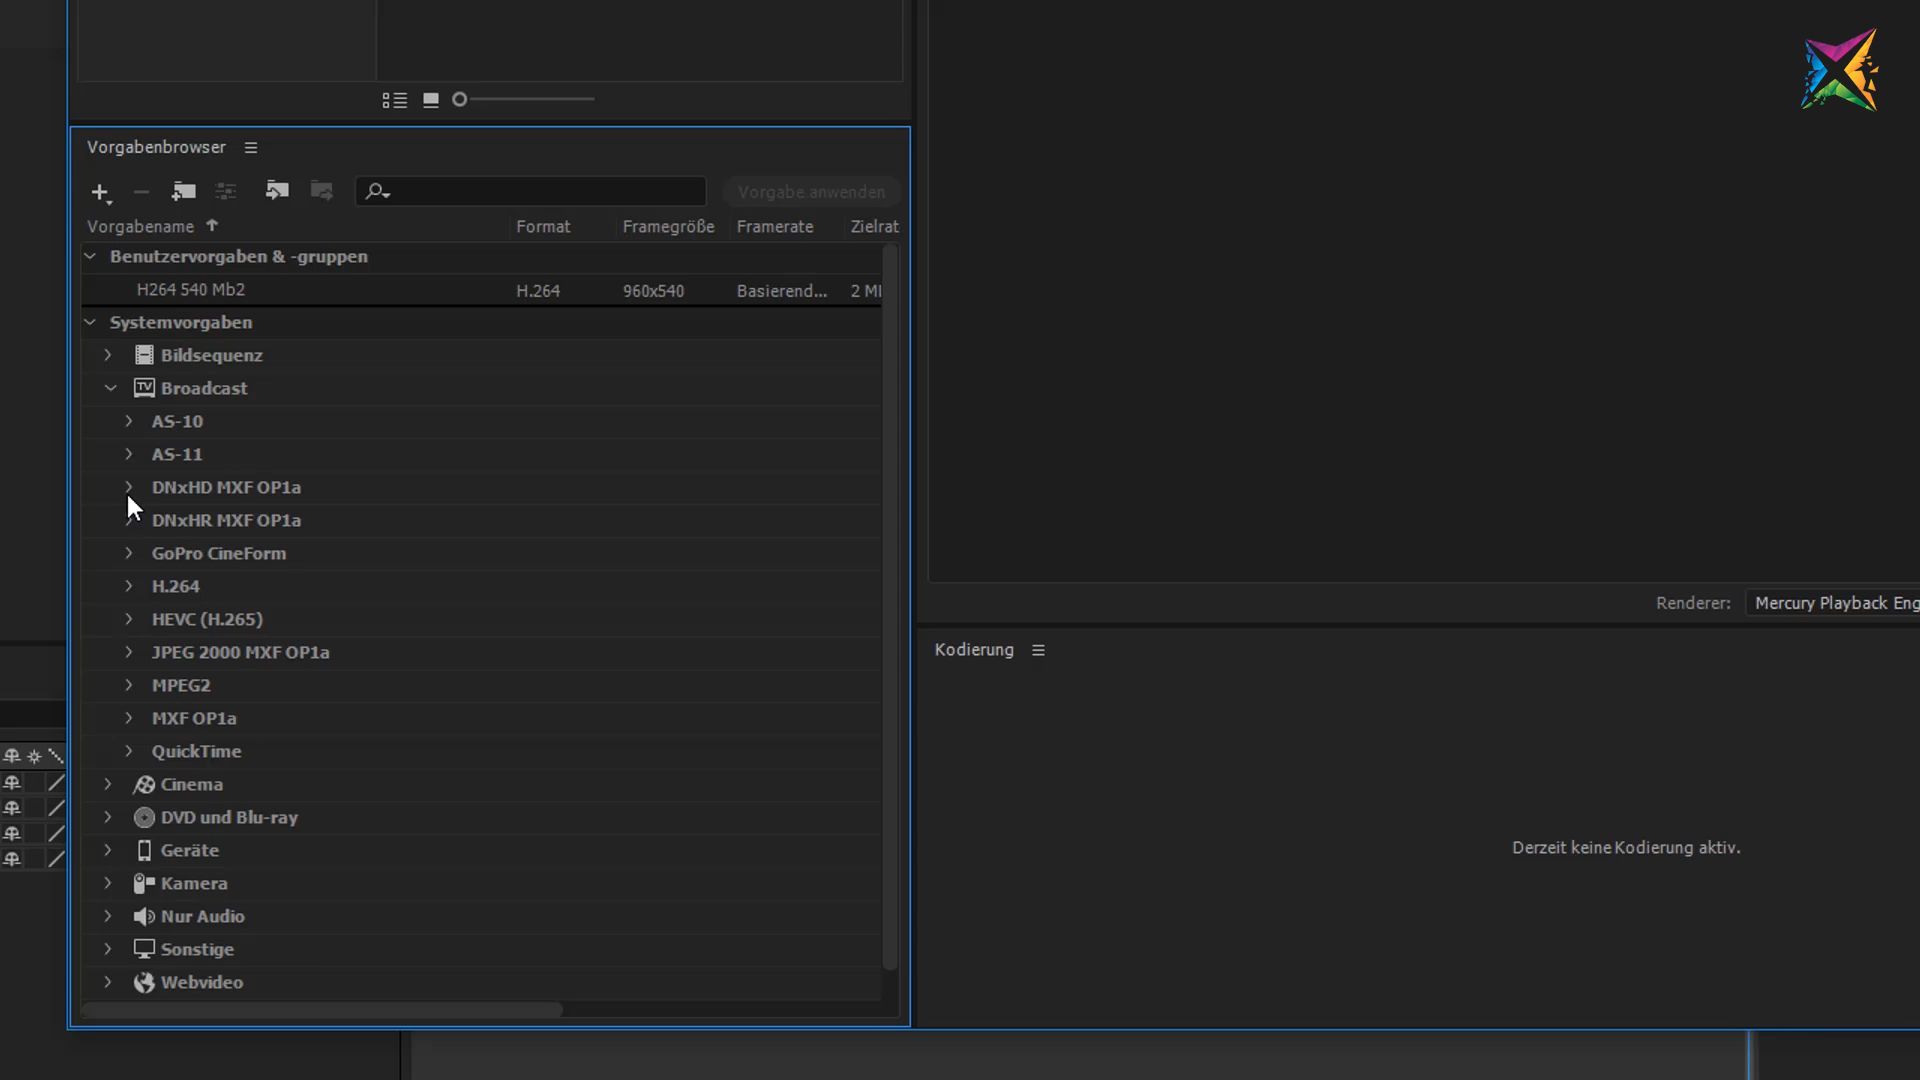 Vorgabenbrowser
Vorgabe anwenden
Vorgabename Format Framegröße Framerate Zielrat
Benutzervorgaben & -gruppen
H264 540 Mb2 H.264 960x540 Basierend... 2 MI
Systemvorgaben
Bildsequenz
TV Broadcast
AS-10
AS-11
DNxHD MXF OP1a
DNxHR MXF OP1a
GoPro CineForm
H.264
HEVC (H.265)
JPEG 2000 MXF OP1a
MPEG2
MXF OP1a
QuickTime
Cinema
DVD und Blu-ray
Geräte
Kamera
Nur Audio
Sonstige
Webvideo
Renderer: Mercury Playback Eng
Kodierung
Derzeit keine Kodierung aktiv.